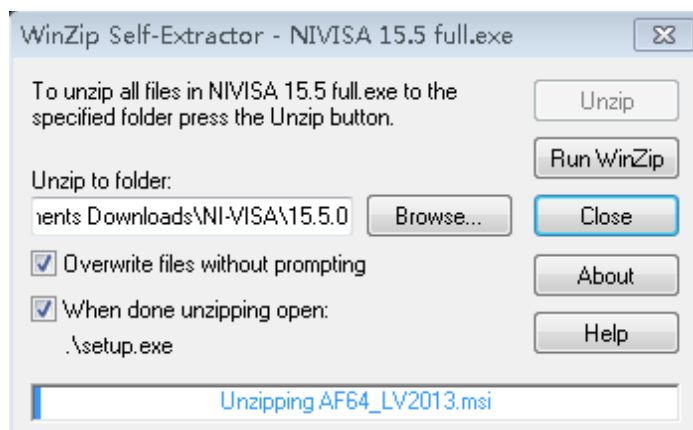 WinZip Self-Extractor - NIVISA 15.5 full.exe
To unzip all files in NIVISA 15.5 full.exe to the
specified folder press the Unzip button.
Unzip
Run WinZip
Unzip to folder:
ents Downloads\NI-VISA\15.5.0
Browse...
Close
Overwrite files without prompting
About
When done unzipping open:
.\setup.exe
Help
Unzipping AF64_LV2013.msi